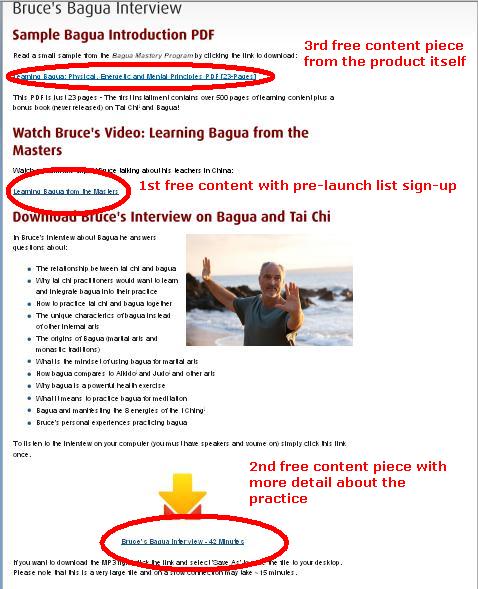 Bruce's Bagua Interview
Sample Bagua Introduction PDF
3rd free content piece
from the product itself
Read a small sample from the Bagua Mastery Program by clicking the link to download:
Learning Bagua: Physical, Energetic and Mental Principles PDF [23-Pages]
This PDF is just 23 pages - The first installment contains over 500 pages of learning content plus a
bonus book (never released) on Tai Chi and Bagua!
Watch Bruce's Video: Learning Bagua from the
Masters
Bruce talking about his teachers in China:
1st free content with pre-launch list sign-up
Learning Bagua from the Masters
Download Bruce's Interview on Bagua and Tai Chi
In Bruce's Interview about Bagua he answers
questions about:
The relationship between tai chi and bagua
Why tai chi practitioners would want to learn
and integrate bagua into their practice
How to practice tai chi and bagua together
The unique characterics of bagua instead
of other internal arts
The origins of Bagua (martial arts and
monastic traditions)
What is the mindset of using bagua for martial arts
How bagua compares to Aikido and Judo and other arts
Why bagua is a powerful health exercise
What it means to practice bagua for meditation
Bagua and manifesting the 8 energies of the I Ching
Bruce's personal experiences practicing bagua
To listen to the interview on your computer (you must have speakers and voume on) simply click this link
once.
2nd free content piece with
more detail about the
practice
Bruce's Bagua Interview - 42 Minutes
If you want to download the MP3 click the link and select 'Save As' to the file to your desktop.
Please note that this is a very large file and on a slow connection may take ~15 minutes.